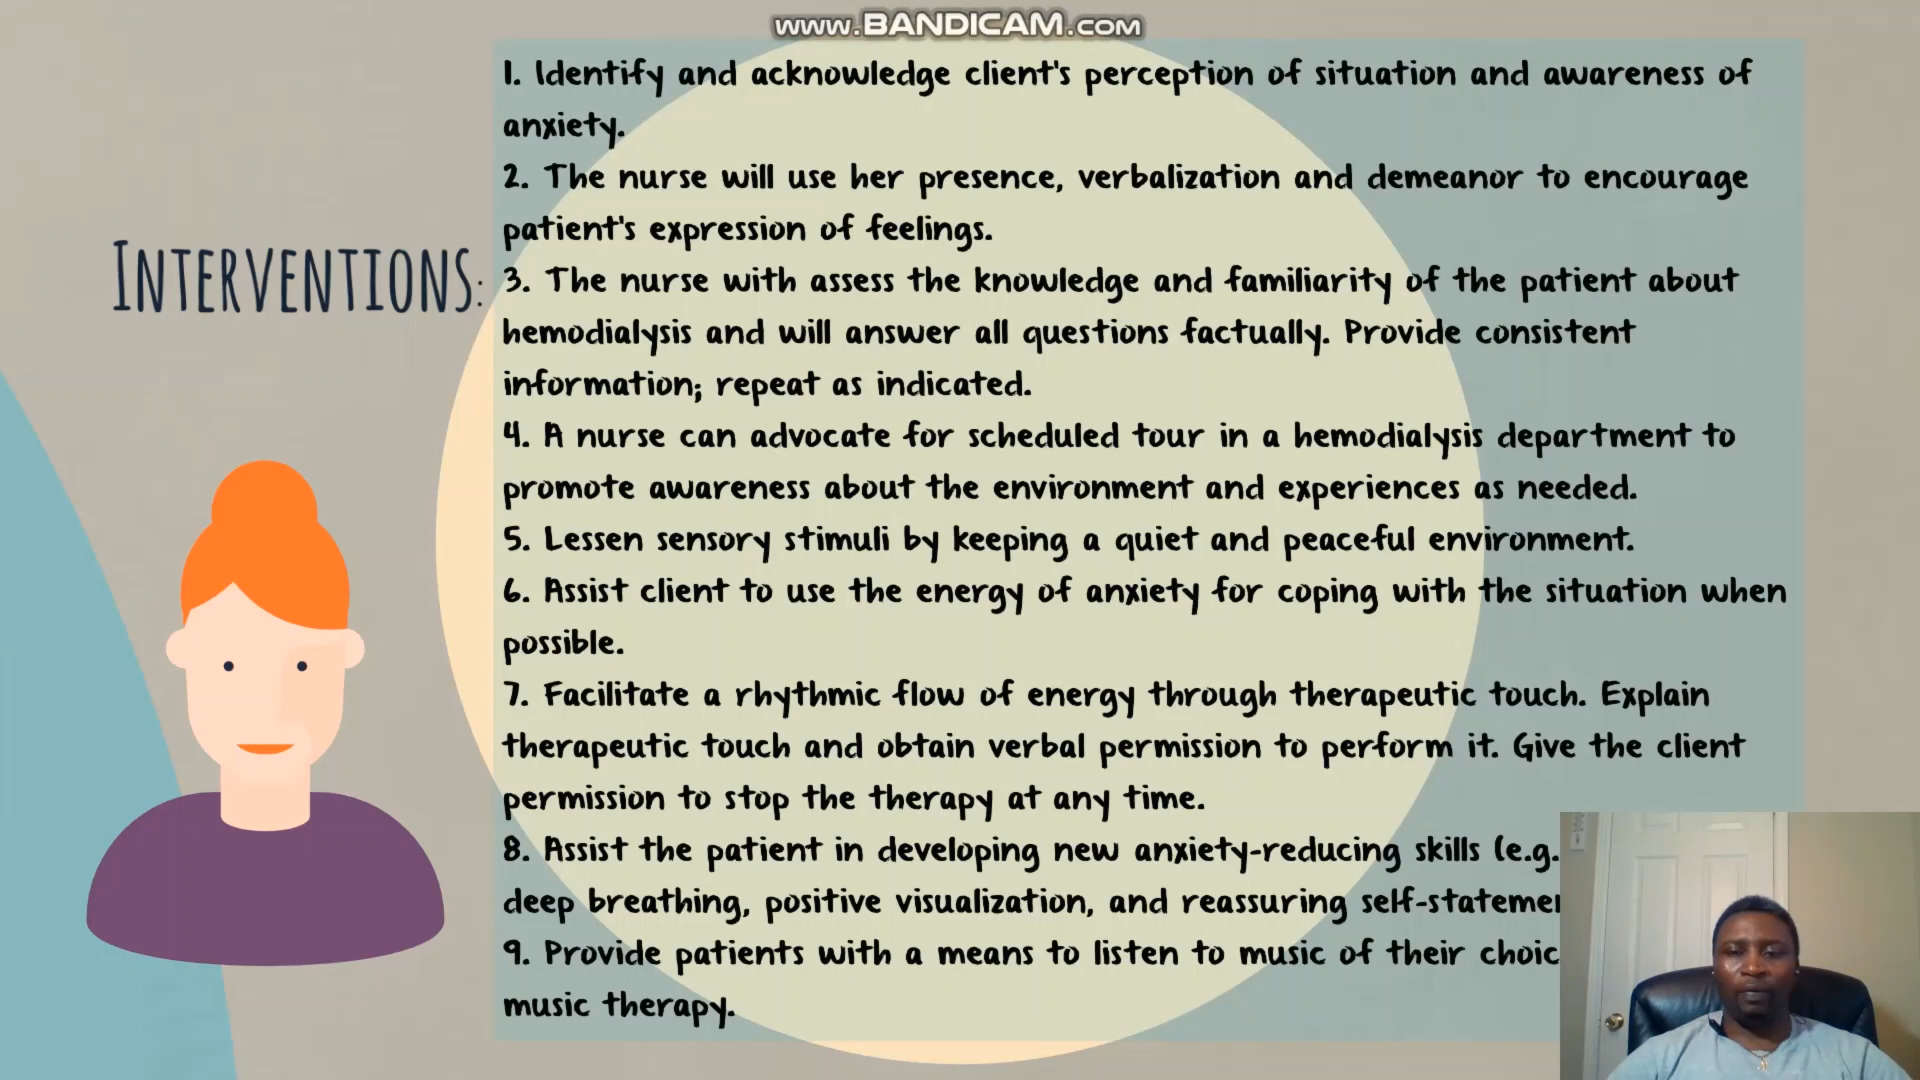 www.BANDICAM.com
1. Identify and acknowledge client's perception of situation and awareness of
anxiety.
2. The nurse will use her presence, verbalization and demeanor to encourage
patient's expression of feelings.
INTERVENTIONS:
3. The nurse with assess the knowledge and familiarity of the patient about
hemodialysis and will answer all questions factually. Provide consistent
information; repeat as indicated.
4. A nurse can advocate for scheduled tour in a hemodialysis department to
promote awareness about the environment and experiences as needed.
5. Lessen sensory stimuli by keeping a quiet and peaceful environment.
6. Assist client to use the energy of anxiety for coping with the situation when
possible.
7. Facilitate a rhythmic flow of energy through therapeutic touch. Explain
therapeutic touch and obtain verbal permission to perform it. Give the client
permission to stop the therapy at any time.
8. Assist the patient in developing new anxiety-reducing skills (e.g.
deep breathing, positive visualization, and reassuring
9. Provide patients with a means to listen to music of their
music therapy.